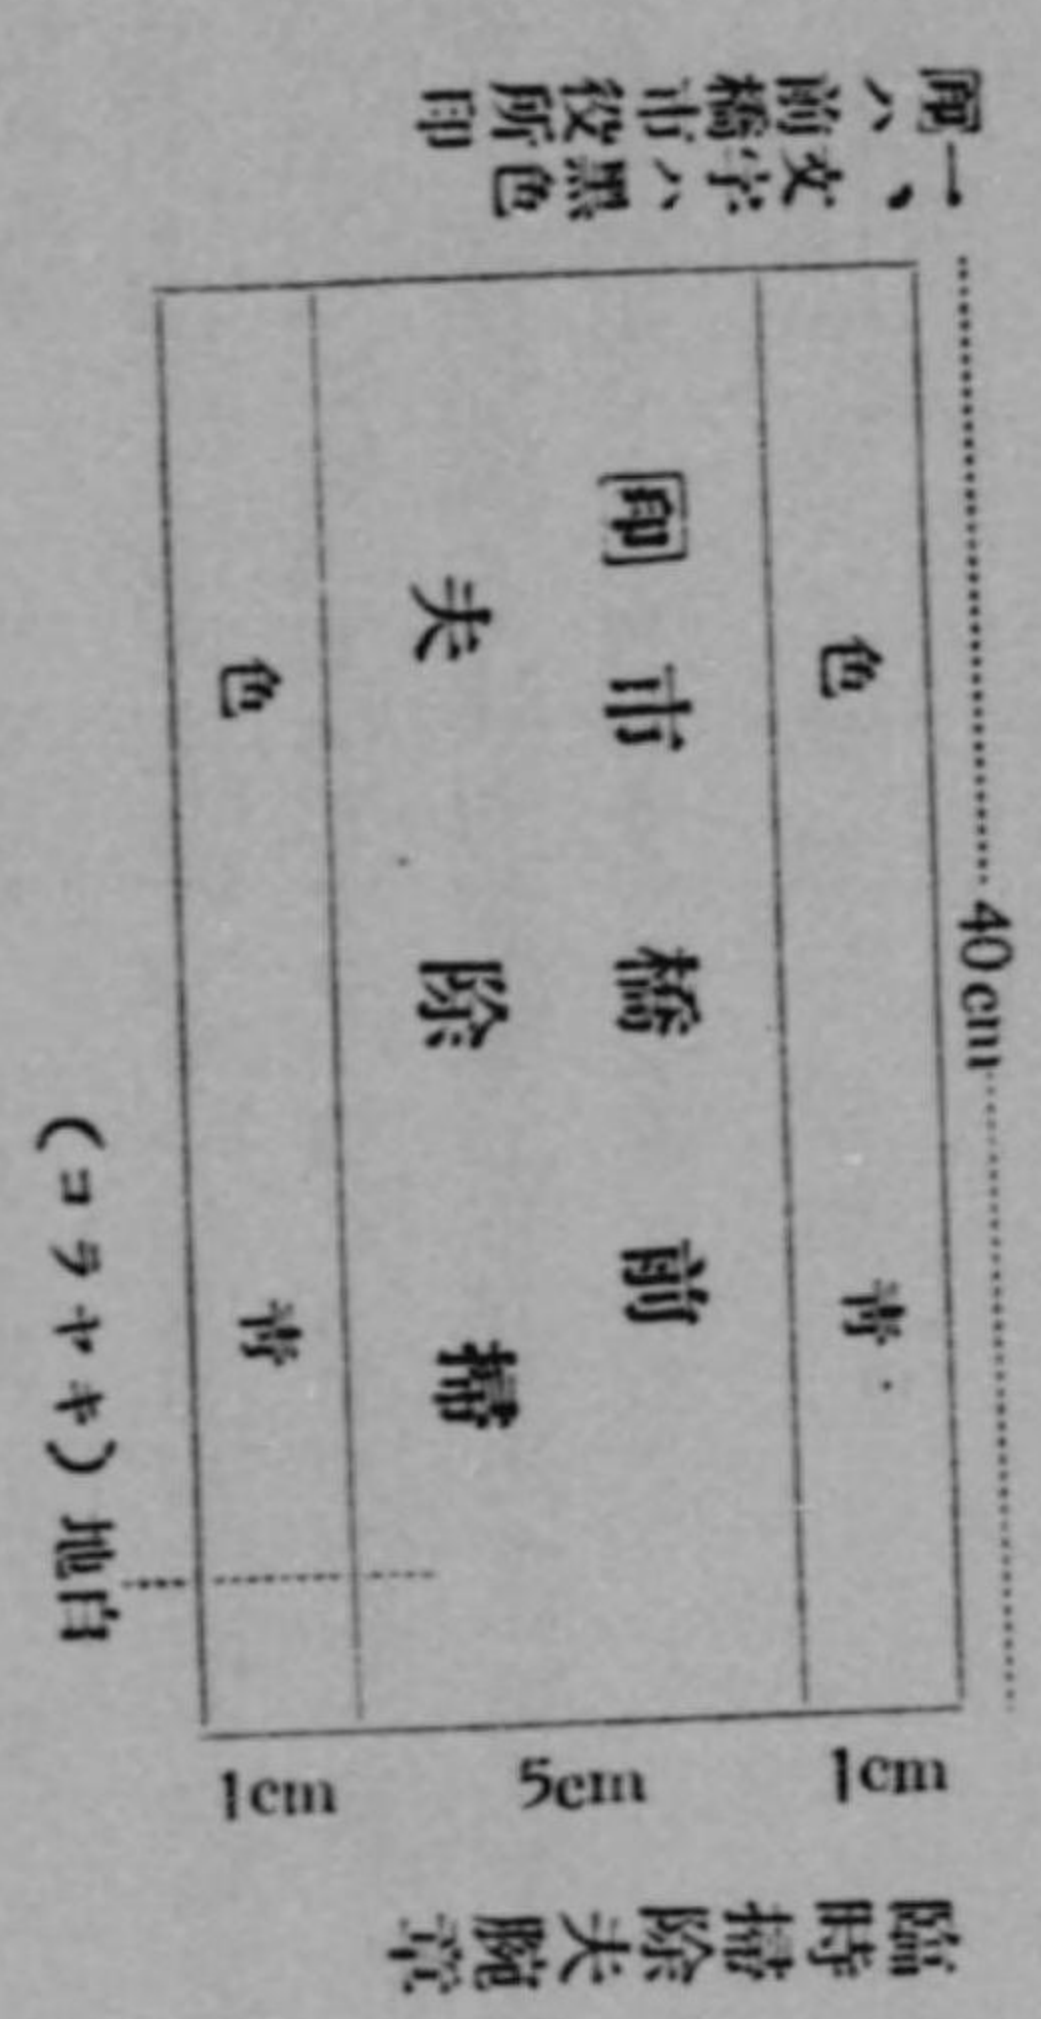 臨時掃除夫腕章
1cm
5cm
1cm
40cm
青色
前橋市印
掃除夫
青色
白地(キヤラコ)
一、文字ハ黒色
印ハ前橋市役所印